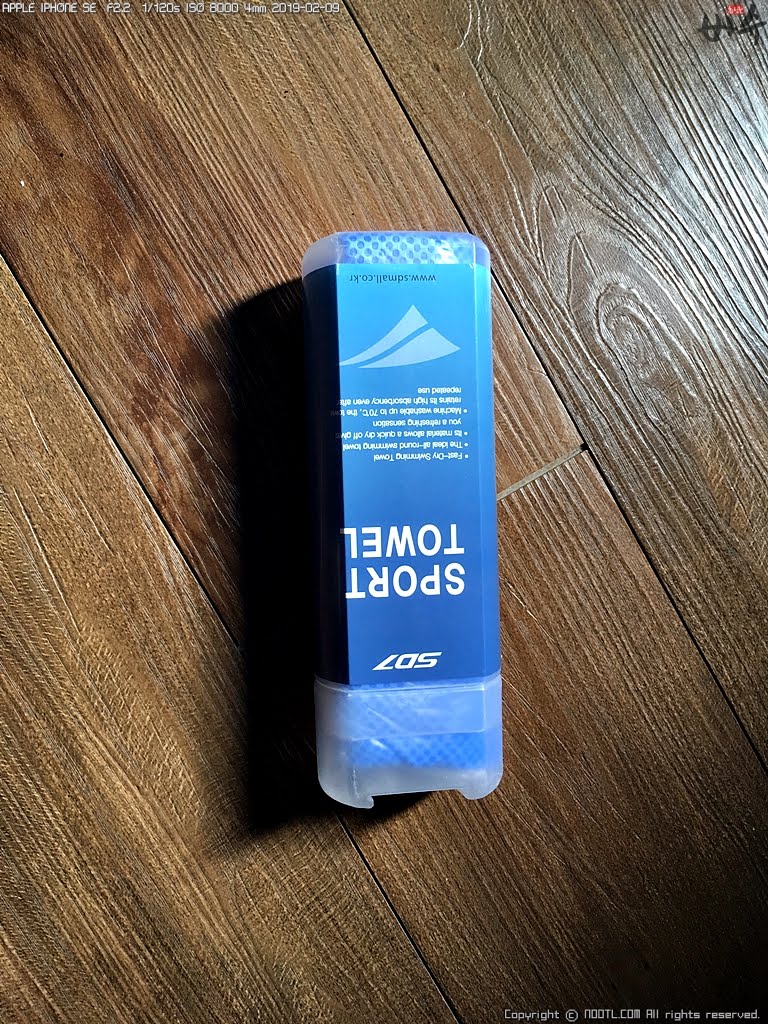 APPLE IPHONE SE F2.2 1/120s ISO 8000 4mm 2019-02-09
SD7
SPORT
TOWEL
• Fast-Dry Swimming Towel
• The ideal all-round swimming towel
• Its material allows a quick dry off give
you a refreshing sensation
• Machine washable up to 70℃, the tow
retains its high absorbency even after
repeated use
www.sdmall.co.kr
Copyright © NOOTL.COM All rights reserved.